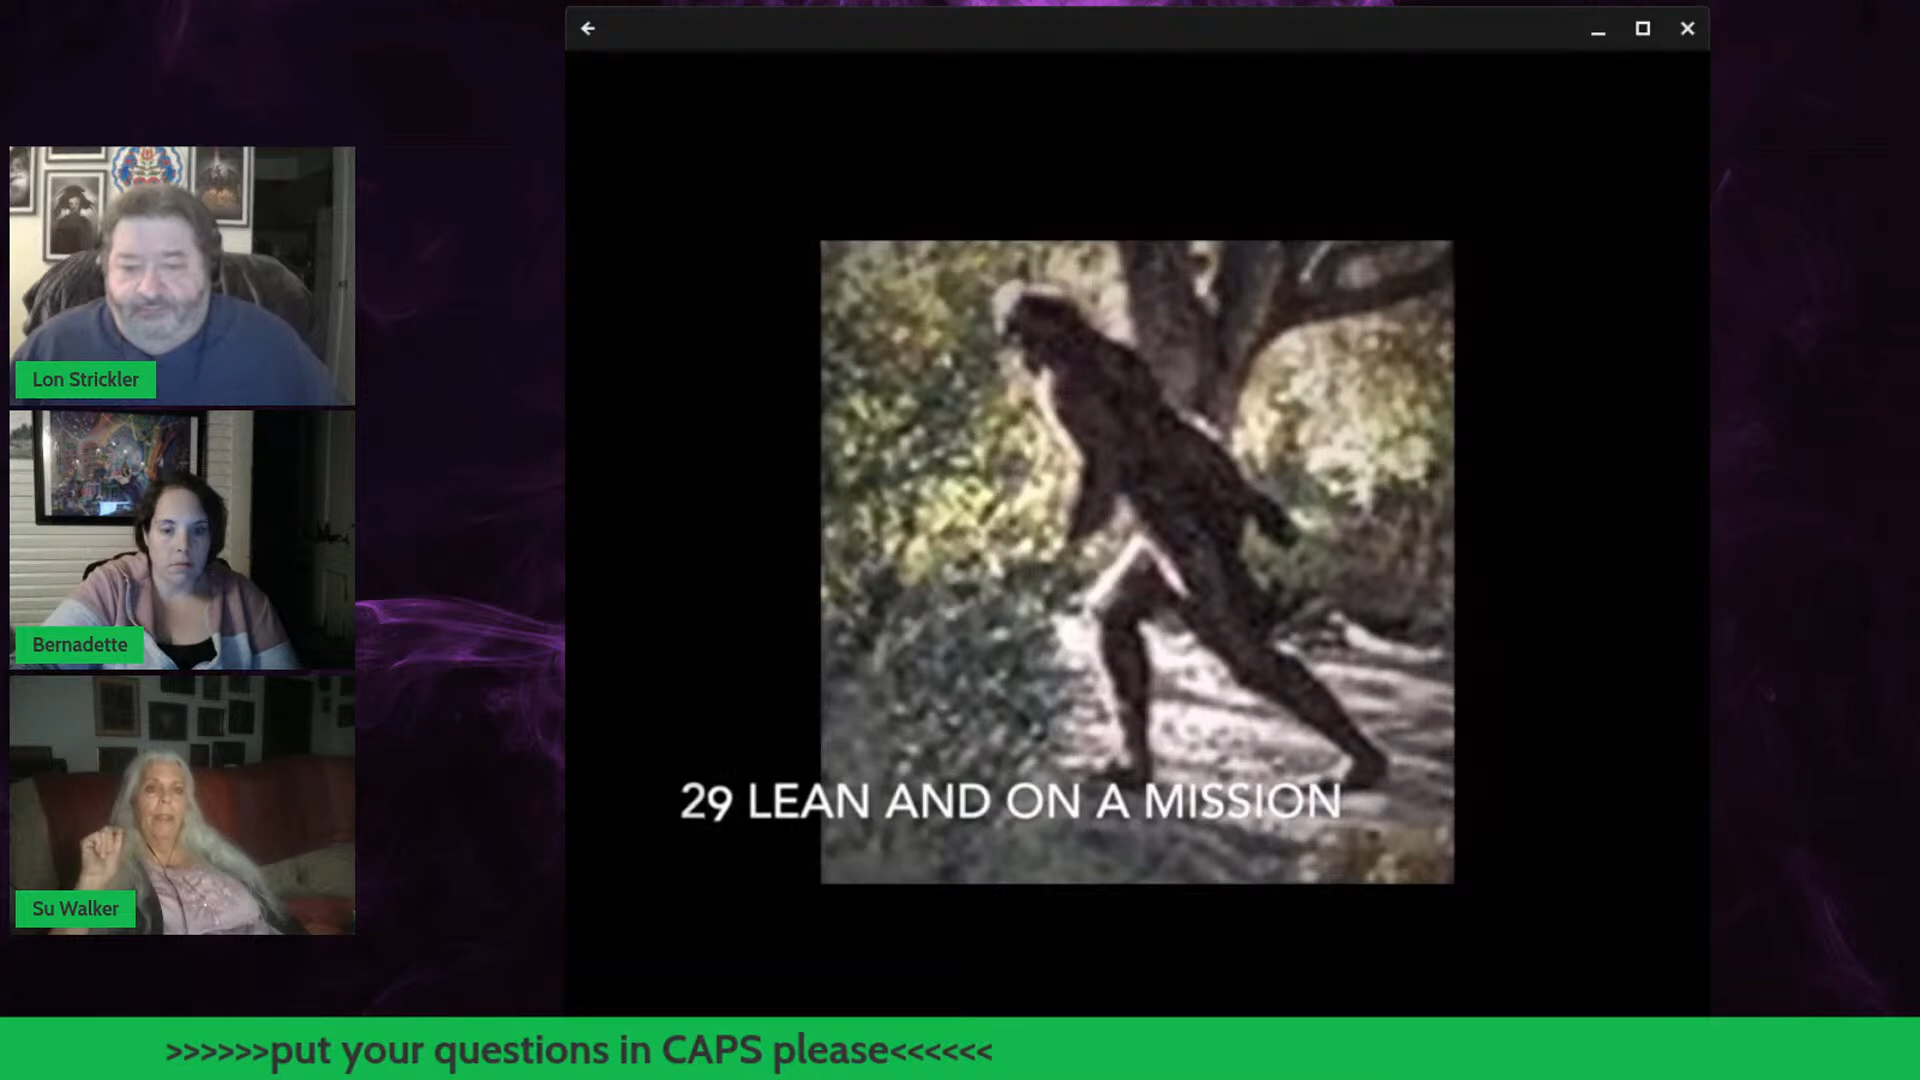 Lon Strickler
Bernadette
Su Walker
29 LEAN AND ON A MISSION
>>>>>>put your questions in CAPS please<<<<<<